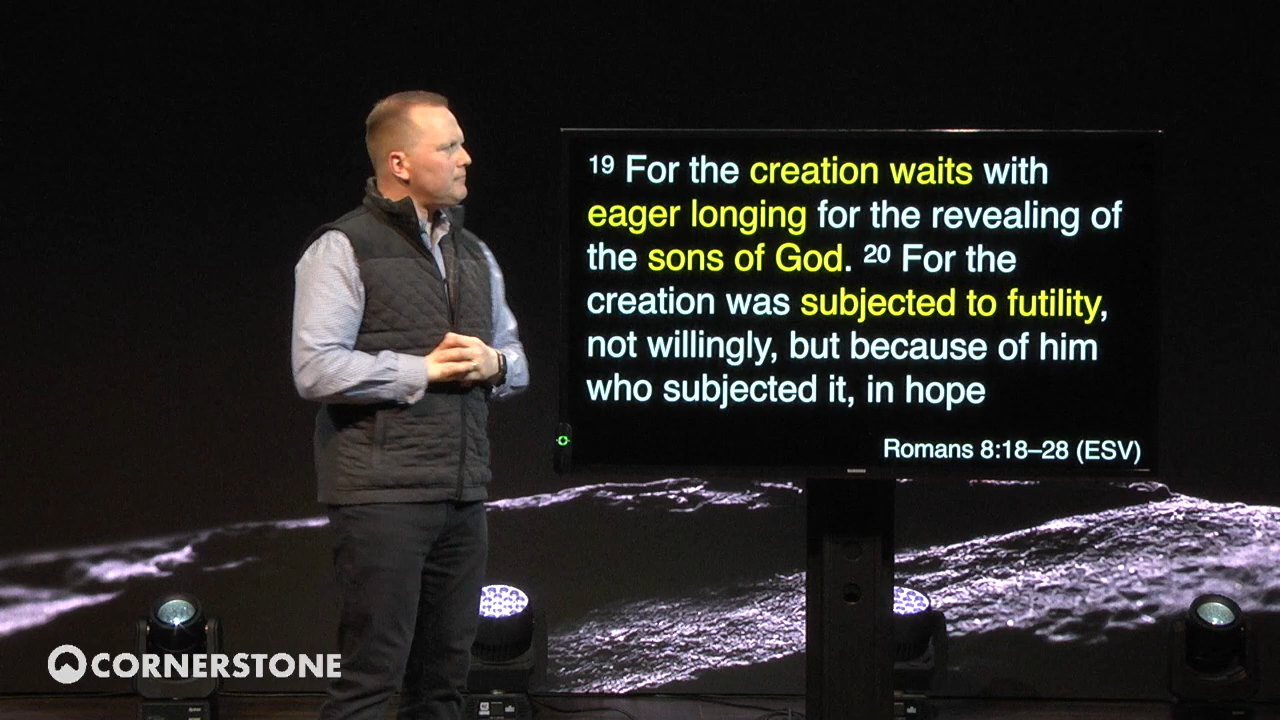 19 For the creation waits with
eager longing for the revealing of
the sons of God. 20 For the
creation was subjected to futility,
not willingly, but because of him
who subjected it, in hope
Romans 8:18–28 (ESV)
CORNERSTONE